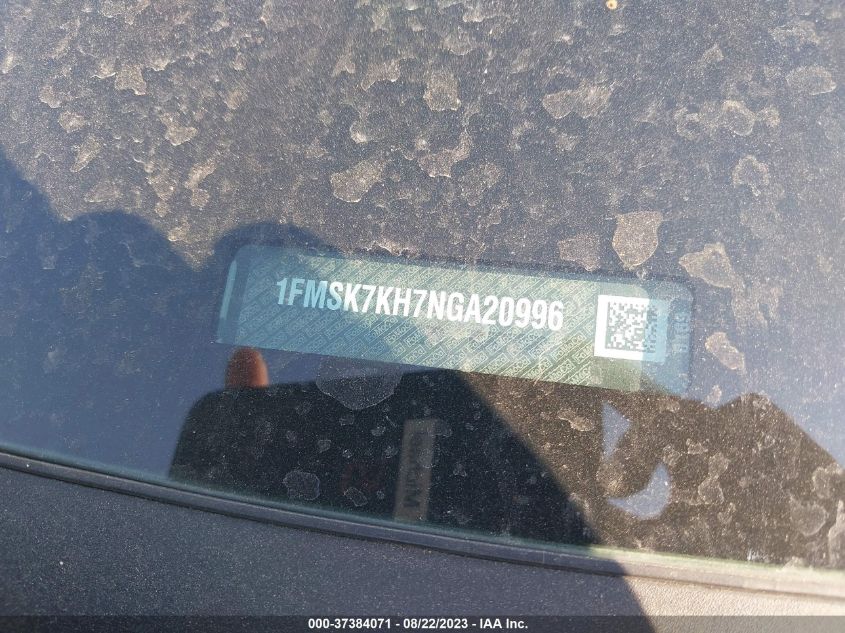 1FMSK7KH7NGA20996
000-37384071 - 08/22/2023 - IAA Inc.